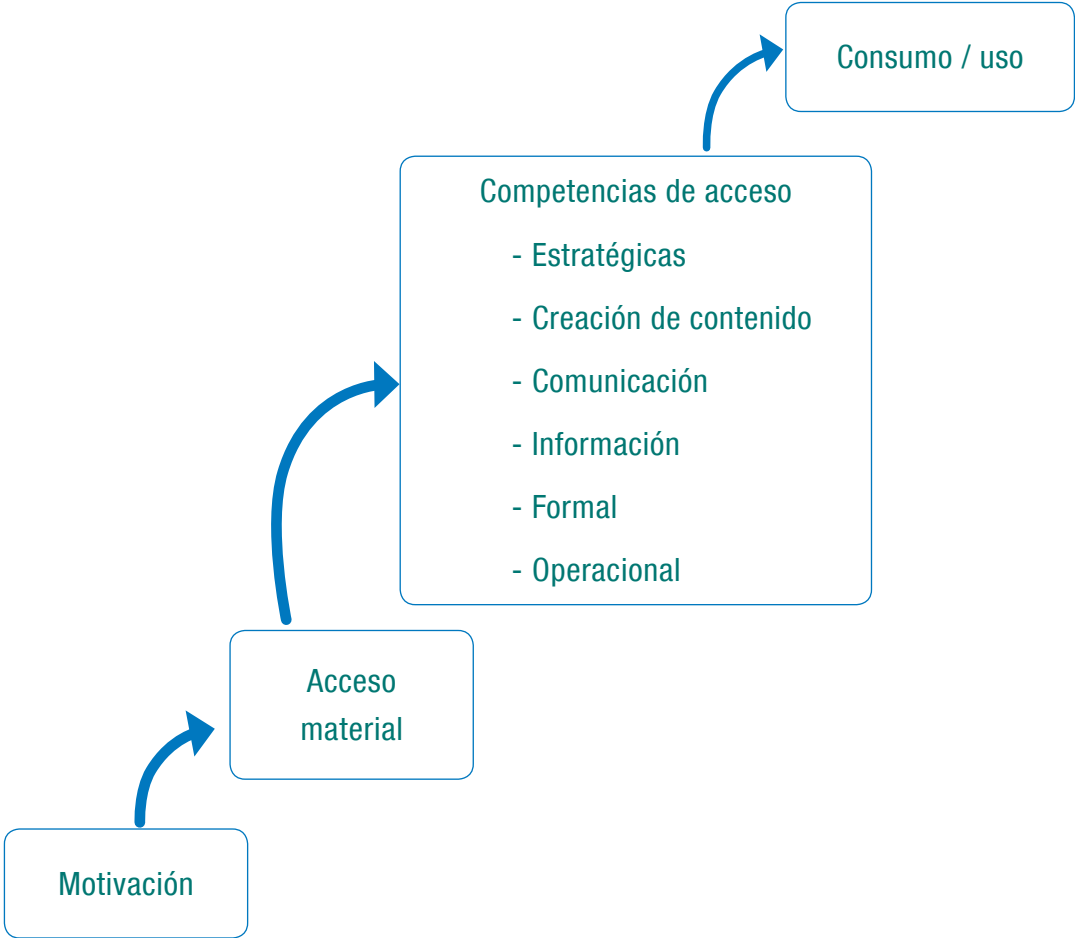 Consumo / uso
Competencias de acceso
- Estratégicas
- Creación de contenido
- Comunicación
- Información
- Formal
- Operacional
Acceso
material
Motivación